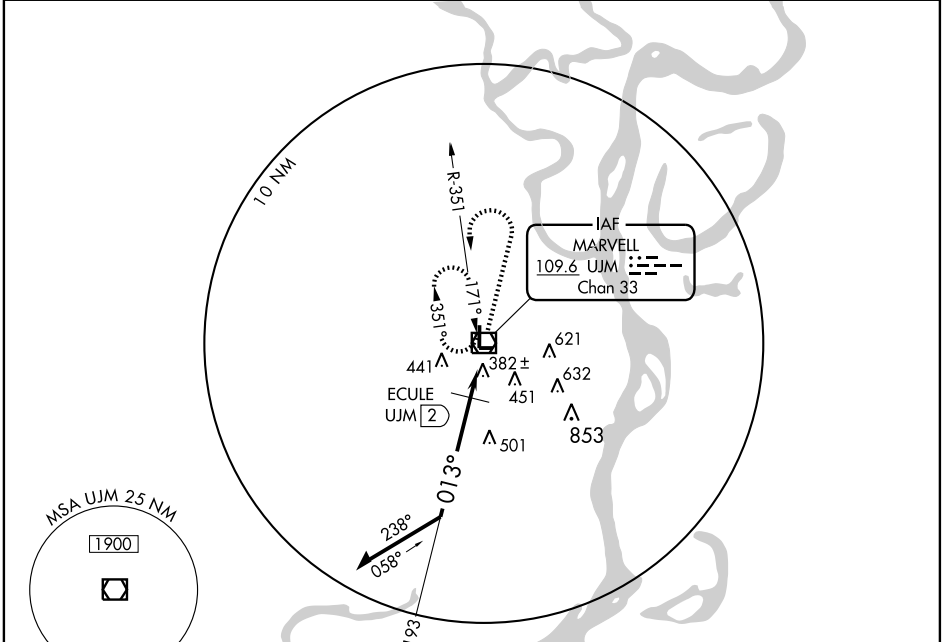 10 NM
R-351
IAF
MARVELL
109.6 UJM
Chan 33
171°
351°
441
382±
621
632
451
853
501
ECULE
UJM 2
013°
238°
058°
MSA UJM 25 NM
1900